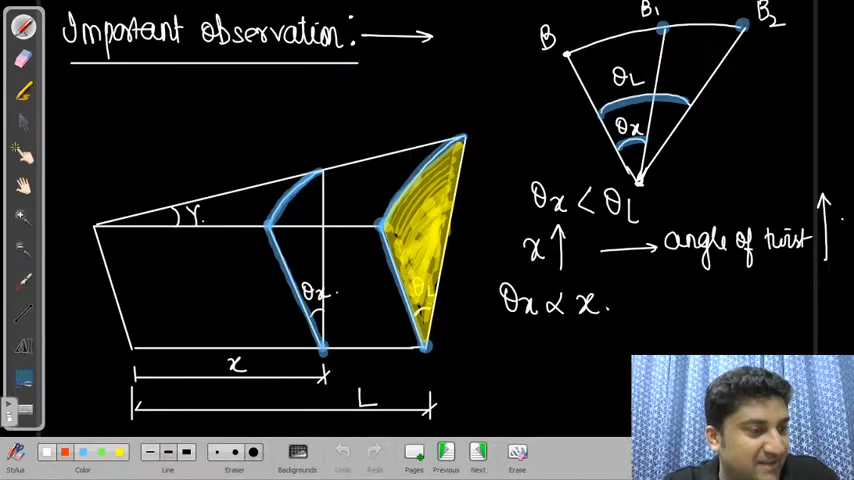 Important observation:
B
B1
B2
θL
θx
θx < θL
x
angle of twist
θx ∝ x.
γ.
θx.
θL
x
L
Stylus
Color
Line
Eraser
Backgrounds
Undo
Redo
Pages
Previous
Next
Erase